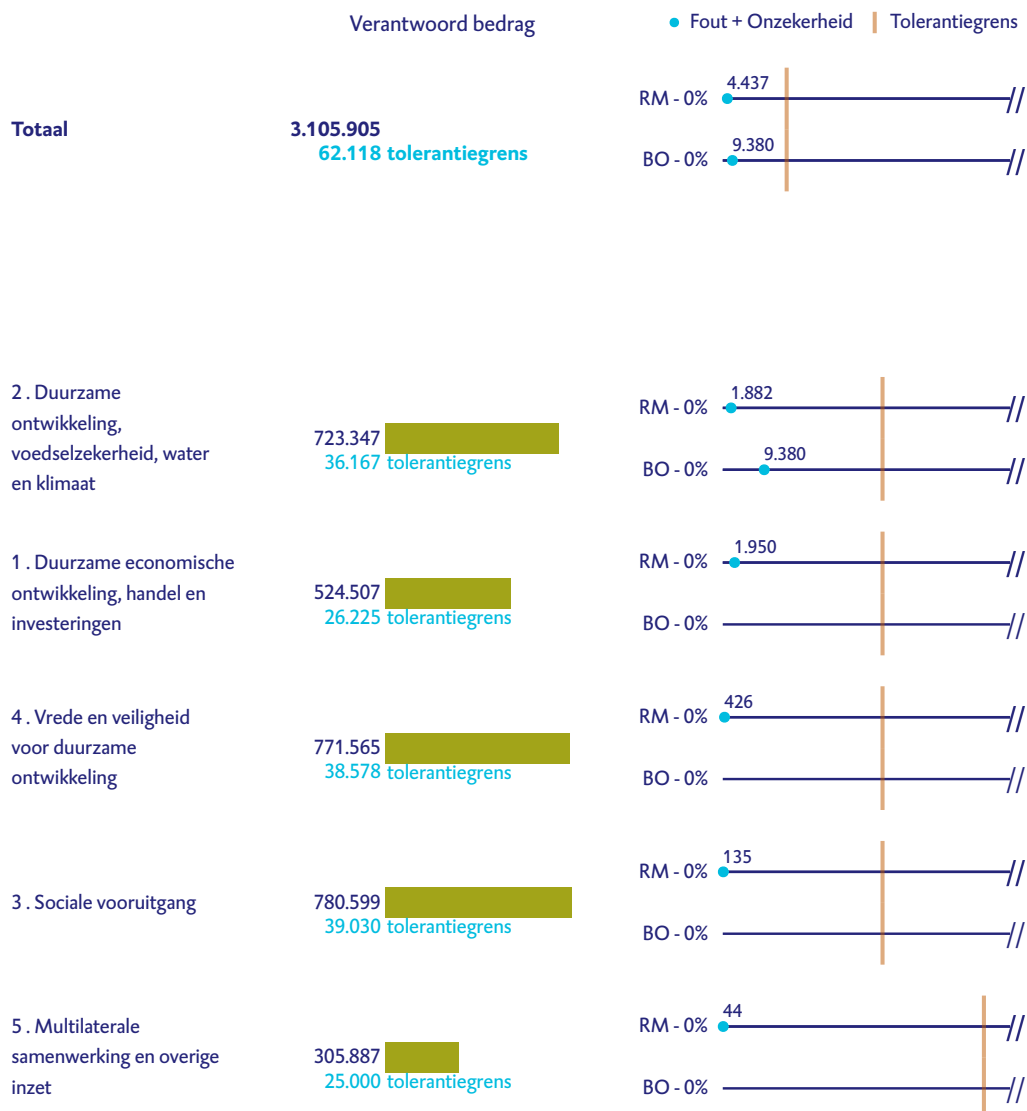 Verantwoord bedrag
Fout + Onzekerheid
Tolerantiegrens
Totaal
3.105.905
62.118 tolerantiegrens
RM - 0%
4.437
BO - 0%
9.380
2 . Duurzame
ontwikkeling,
voedselzekerheid, water
en klimaat
723.347
36.167 tolerantiegrens
RM - 0%
1.882
BO - 0%
9.380
1 . Duurzame economische
ontwikkeling, handel en
investeringen
524.507
26.225 tolerantiegrens
RM - 0%
1.950
BO - 0%
4 . Vrede en veiligheid
voor duurzame
ontwikkeling
771.565
38.578 tolerantiegrens
RM - 0%
426
BO - 0%
3 . Sociale vooruitgang
780.599
39.030 tolerantiegrens
RM - 0%
135
BO - 0%
5 . Multilaterale
samenwerking en overige
inzet
305.887
25.000 tolerantiegrens
RM - 0%
44
BO - 0%